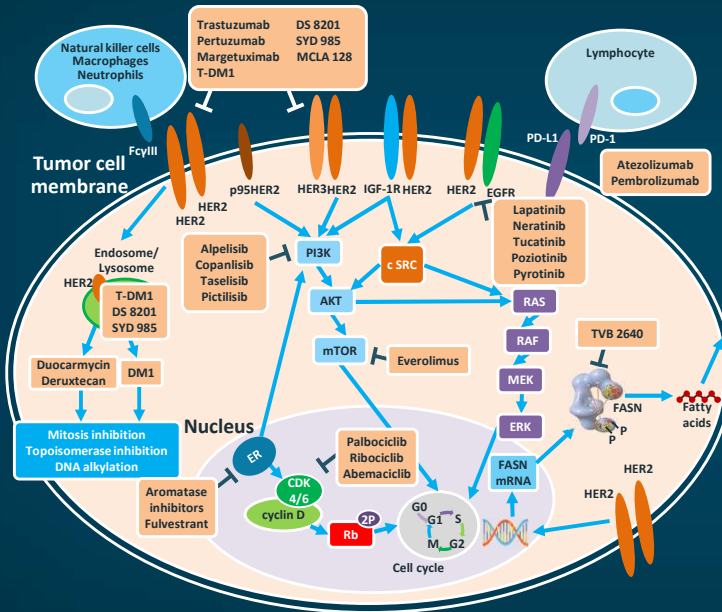 Natural killer cells
Macrophages
Neutrophils
Trastuzumab
Pertuzumab
Margetuximab
T-DM1
DS 8201
SYD 985
MCLA 128
Lymphocyte
FcγIII
PD-L1
PD-1
Atezolizumab
Pembrolizumab
Tumor cell
membrane
HER2
HER2
p95HER2
HER3
HER2
IGF-1R
HER2
HER2
EGFR
Lapatinib
Neratinib
Tucatinib
Poziotinib
Pyrotinib
Endosome/
Lysosome
HER2
T-DM1
DS 8201
SYD 985
Alpelisib
Copanlisib
Taselisib
Pictilisib
PI3K
c SRC
AKT
RAS
mTOR
Everolimus
RAF
MEK
ERK
TVB 2640
FASN
P
P
Fatty
acids
Duocarmycin
Deruxtecan
DM1
Mitosis inhibition
Topoisomerase inhibition
DNA alkylation
Nucleus
ER
Palbociclib
Ribociclib
Abemaciclib
Aromatase
inhibitors
Fulvestrant
CDK
4/6
cyclin D
Rb
2P
G0
G1
S
M
G2
Cell cycle
FASN
mRNA
HER2
HER2